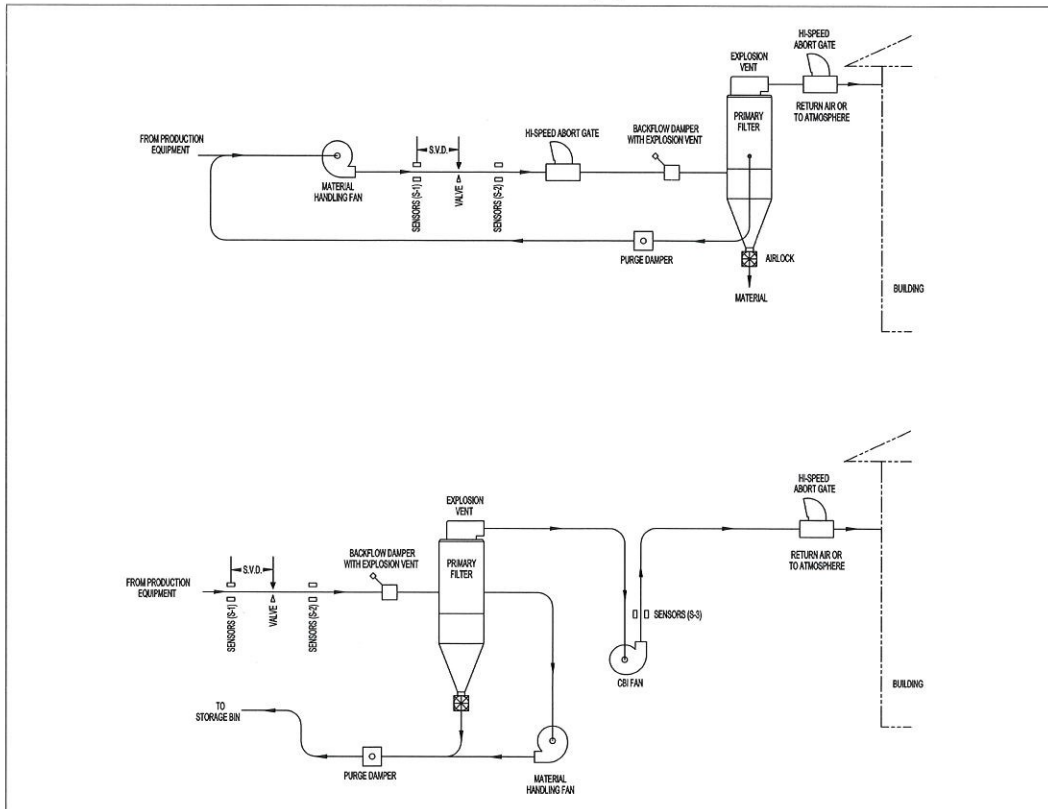 HI-SPEED
ABORT GATE
EXPLOSION
VENT
RETURN AIR OR
TO ATMOSPHERE
PRIMARY
FILTER
FROM PRODUCTION
EQUIPMENT
S.V.D.
HI-SPEED ABORT GATE
BACKFLOW DAMPER
WITH EXPLOSION VENT
MATERIAL
HANDLING FAN
SENSORS (S-1)
VALVE
SENSORS (S-2)
PURGE DAMPER
AIRLOCK
MATERIAL
BUILDING
HI-SPEED
ABORT GATE
EXPLOSION
VENT
RETURN AIR OR
TO ATMOSPHERE
BACKFLOW DAMPER
WITH EXPLOSION VENT
PRIMARY
FILTER
S.V.D.
FROM PRODUCTION
EQUIPMENT
SENSORS (S-1)
VALVE
SENSORS (S-2)
SENSORS (S-3)
CBI FAN
BUILDING
TO
STORAGE BIN
PURGE DAMPER
MATERIAL
HANDLING FAN